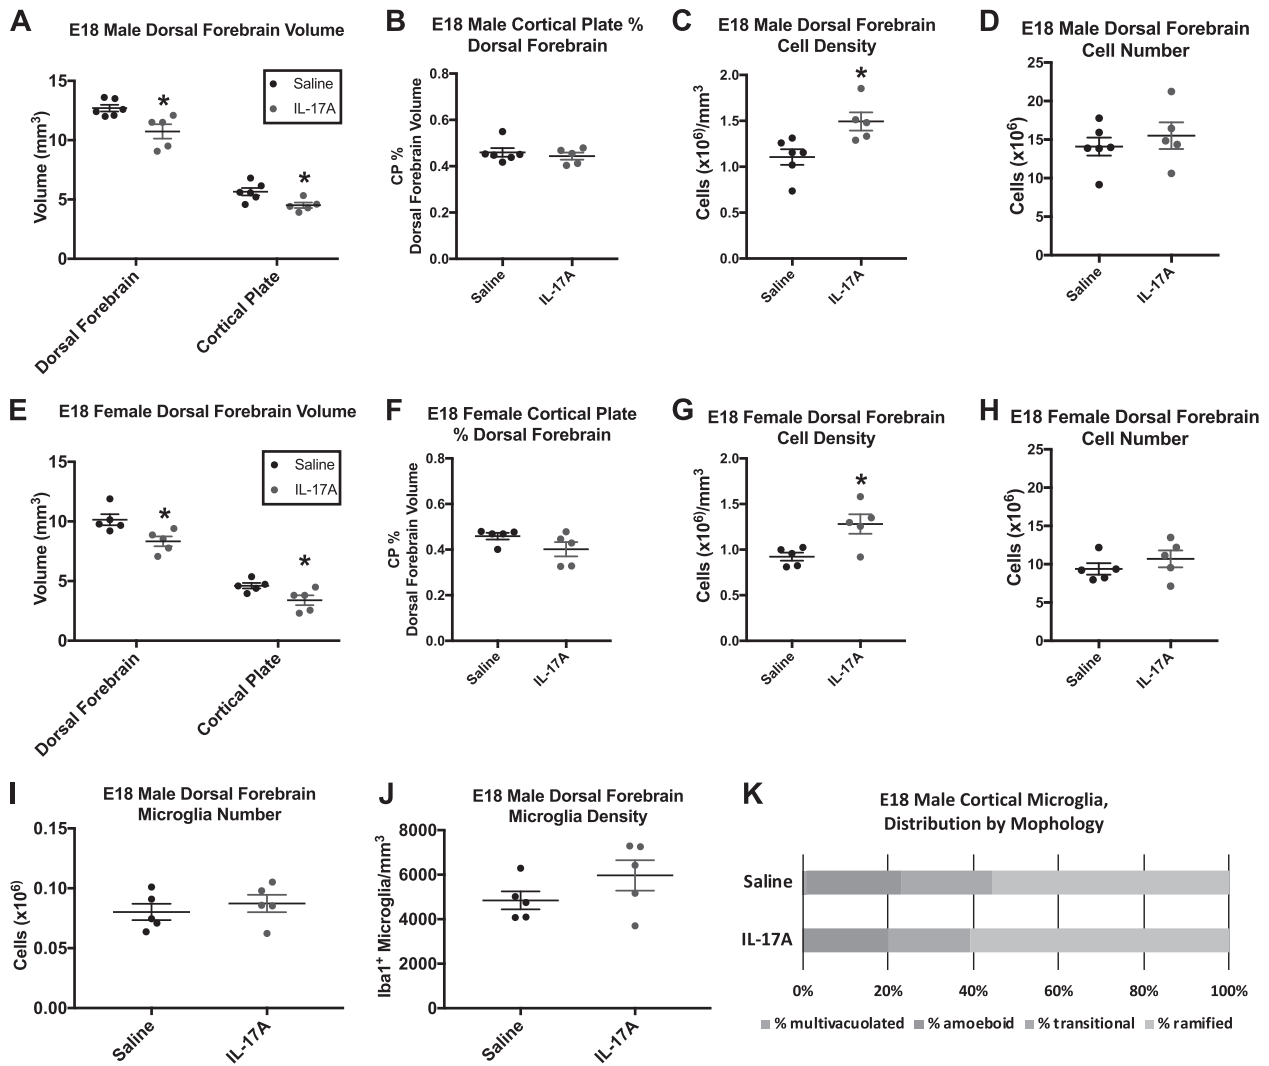 A
E18 Male Dorsal Forebrain Volume
Volume (mm3)
15
10
5
0
Saline
IL-17A
*
*
Dorsal Forebrain
Cortical Plate
B
E18 Male Cortical Plate %
Dorsal Forebrain
CP %
Dorsal Forebrain Volume
0.8
0.6
0.4
0.2
0.0
Saline
IL-17A
C
E18 Male Dorsal Forebrain
Cell Density
Cells (x106)/mm3
2.0
1.5
1.0
0.5
0.0
*
Saline
IL-17A
D
E18 Male Dorsal Forebrain
Cell Number
Cells (x106)
25
20
15
10
5
0
Saline
IL-17A
E
E18 Female Dorsal Forebrain Volume
Volume (mm3)
15
10
5
0
Saline
IL-17A
*
*
Dorsal Forebrain
Cortical Plate
F
E18 Female Cortical Plate
% Dorsal Forebrain
CP %
Dorsal Forebrain Volume
0.8
0.6
0.4
0.2
0.0
Saline
IL-17A
G
E18 Female Dorsal Forebrain
Cell Density
Cells (x106)/mm3
2.0
1.5
1.0
0.5
0.0
*
Saline
IL-17A
H
E18 Female Dorsal Forebrain
Cell Number
Cells (x106)
25
20
15
10
5
0
Saline
IL-17A
I
E18 Male Dorsal Forebrain
Microglia Number
Cells (x106)
0.15
0.10
0.05
0.00
Saline
IL-17A
J
E18 Male Dorsal Forebrain
Microglia Density
Iba1+ Microglia/mm3
8000
6000
4000
2000
0
Saline
IL-17A
K
E18 Male Cortical Microglia,
Distribution by Mophology
Saline
IL-17A
0% 20% 40% 60% 80% 100%
% multivacuolated % amoeboid % transitional % ramified